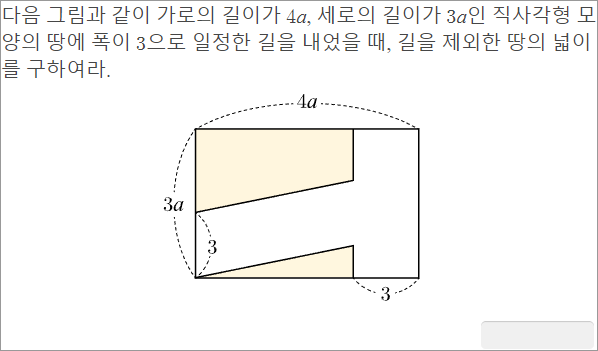 다음 그림과 같이 가로의 길이가 4a, 세로의 길이가 3a인 직사각형 모
양의 땅에 폭이 3으로 일정한 길을 내었을 때, 길을 제외한 땅의 넓이
를 구하여라.
4a
3a
3
3